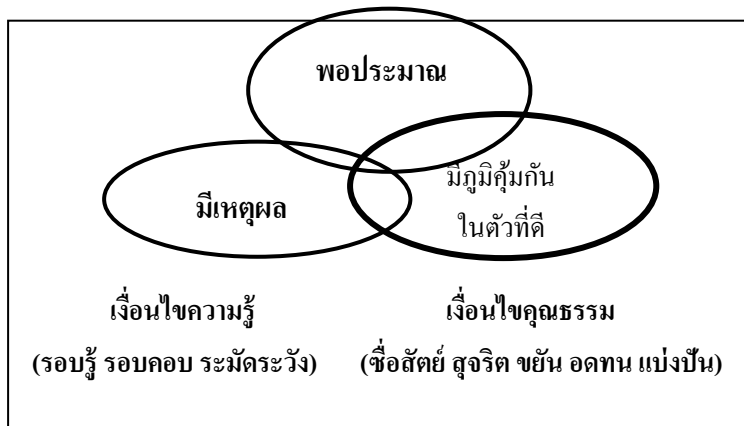 พอประมาณ
มีเหตุผล
มีภูมิคุ้มกัน
ในตัวที่ดี
เงื่อนไขความรู้
(รอบรู้ รอบคอบ ระมัดระวัง)
เงื่อนไขคุณธรรม
(ซื่อสัตย์ สุจริต ขยัน อดทน แบ่งปัน)